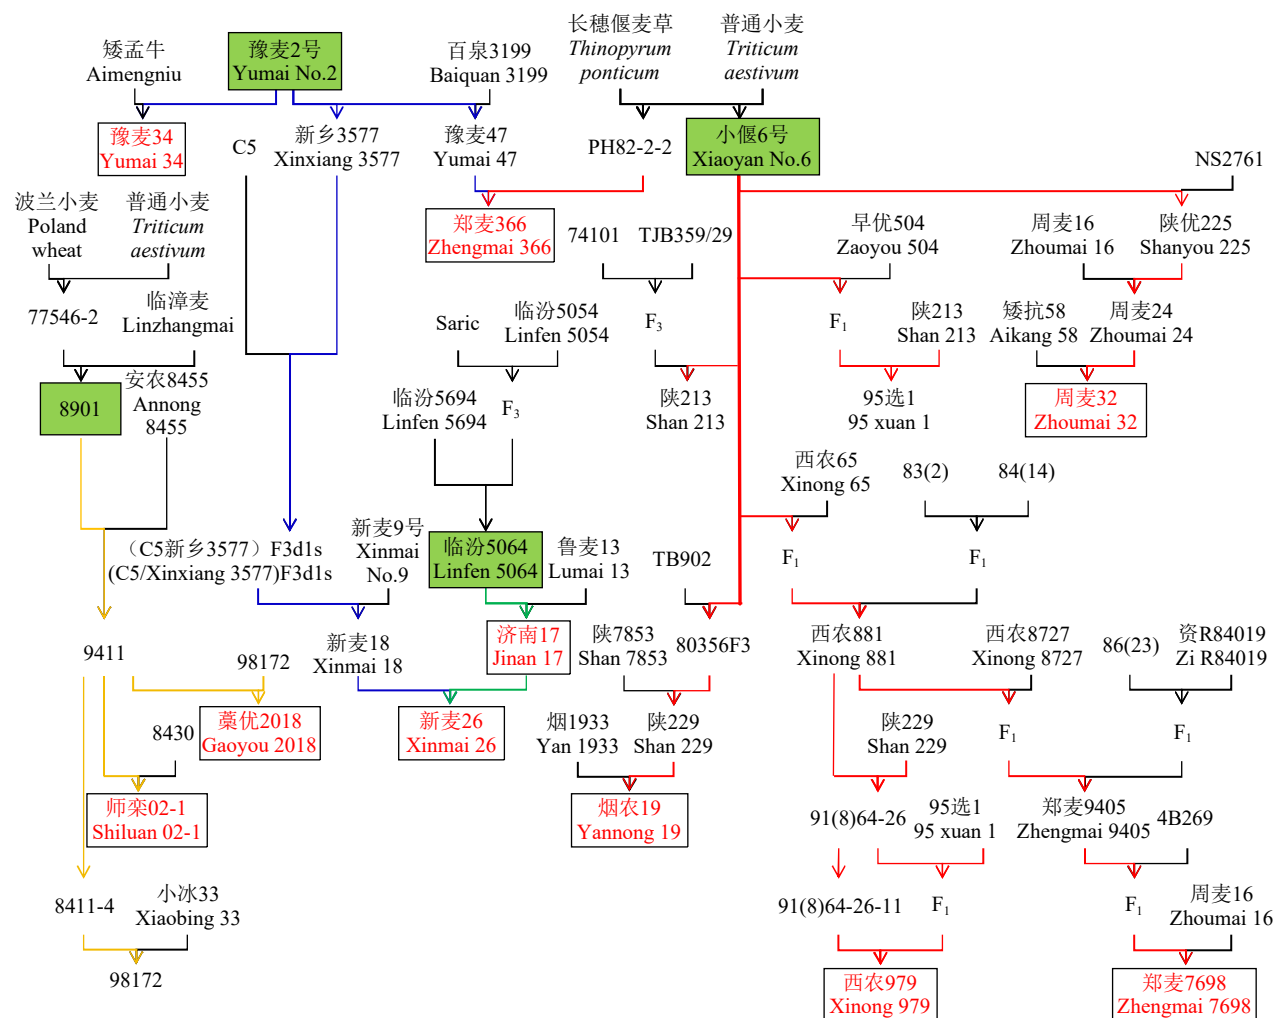 长穗偃麦草
Thinopyrum
ponticum
普通小麦
Triticum
aestivum
矮孟牛
Aimengniu
豫麦2号
Yumai No.2
百泉3199
Baiquan 3199
豫麦34
Yumai 34
C5
新乡3577
Xinxiang 3577
豫麦47
Yumai 47
PH82-2-2
小偃6号
Xiaoyan No.6
NS2761
波兰小麦
Poland
wheat
普通小麦
Triticum
aestivum
郑麦366
Zhengmai 366
74101
TJB359/29
早优504
Zaoyou 504
周麦16
Zhoumai 16
陕优225
Shanyou 225
77546-2
临漳麦
Linzhangmai
Saric
临汾5054
Linfen 5054
F3
F1
陕213
Shan 213
矮抗58
Aikang 58
周麦24
Zhoumai 24
8901
安农8455
Annong
8455
临汾5694
Linfen 5694
F3
陕213
Shan 213
95选1
95 xuan 1
周麦32
Zhoumai 32
西农65
Xinong 65
83(2)
84(14)
（C5新乡3577）F3d1s
(C5/Xinxiang 3577)F3d1s
新麦9号
Xinmai
No.9
临汾5064
Linfen 5064
鲁麦13
Lumai 13
TB902
F1
F1
9411
98172
新麦18
Xinmai 18
济南17
Jinan 17
陕7853
Shan 7853
80356F3
西农881
Xinong 881
西农8727
Xinong 8727
86(23)
资R84019
Zi R84019
藁优2018
Gaoyou 2018
8430
新麦26
Xinmai 26
烟1933
Yan 1933
陕229
Shan 229
陕229
Shan 229
F1
F1
师栾02-1
Shiluan 02-1
烟农19
Yannong 19
91(8)64-26
95选1
95 xuan 1
郑麦9405
Zhengmai 9405
4B269
8411-4
小冰33
Xiaobing 33
91(8)64-26-11
F1
F1
周麦16
Zhoumai 16
98172
西农979
Xinong 979
郑麦7698
Zhengmai 7698